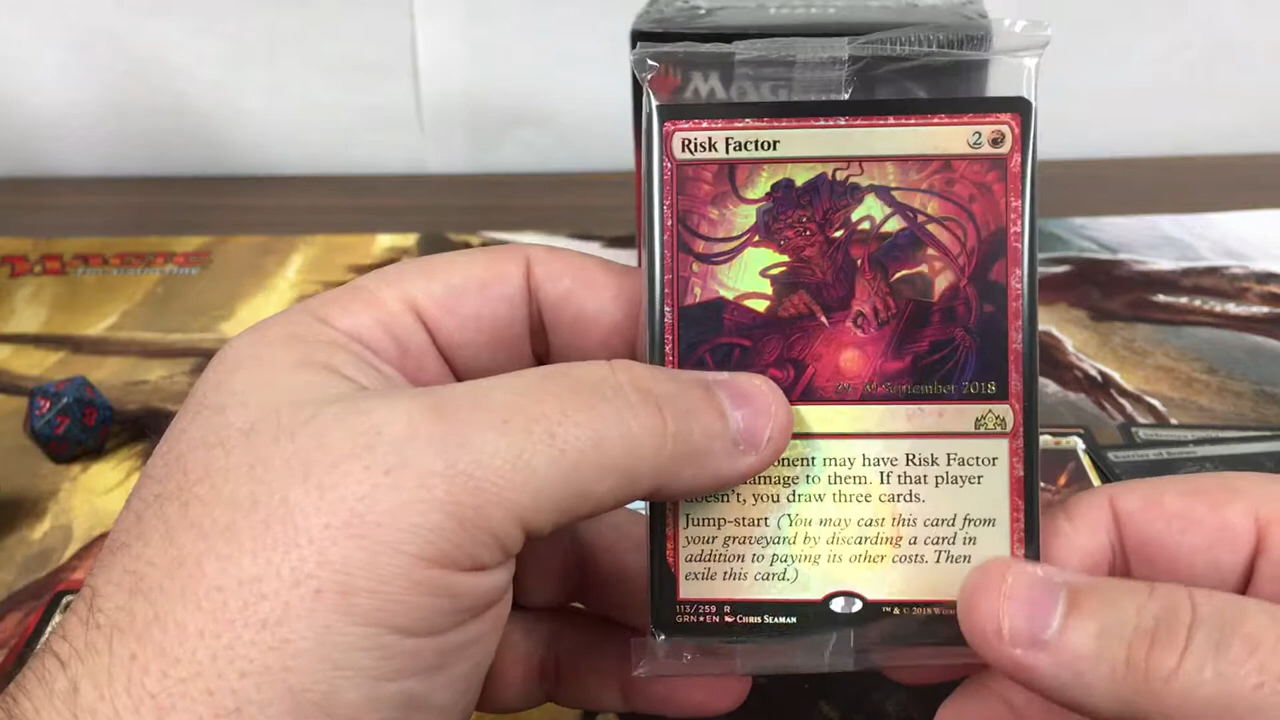 MAGIC
Risk Factor 2
September 2018
onent may have Risk Factor
amage to them. If that player
doesn't, you draw three cards.
Jump-start (You may cast this card from
your graveyard by discarding a card in
addition to paying its other costs. Then
exile this card.)
113/259 R
GRN★EN CHRIS SEAMAN
™ & © 2018